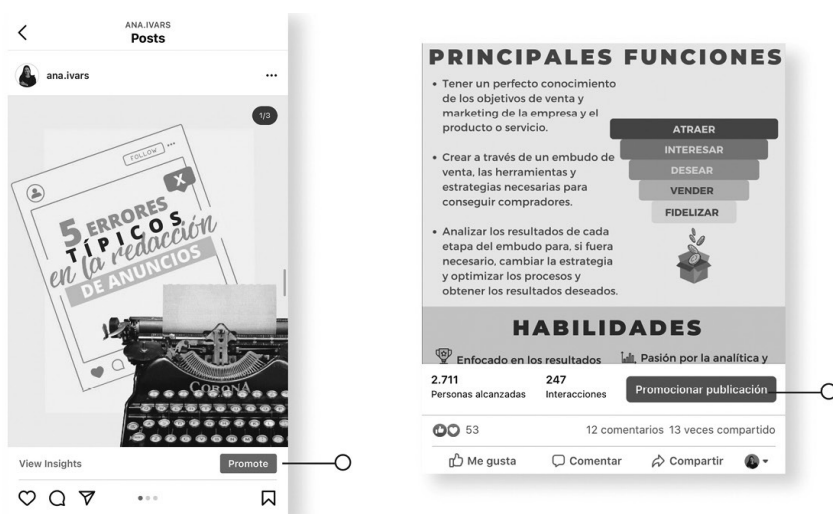 ANA.IVARS
Posts
ana.ivars
1/3
FOLLOW
X
5 ERRORES
TÍPICOS
en la redacción
DE ANUNCIOS
CORONA
View Insights
Promote
PRINCIPALES FUNCIONES
• Tener un perfecto conocimiento
de los objetivos de venta y
marketing de la empresa y el
producto o servicio.
• Crear a través de un embudo de
venta, las herramientas y
estrategias necesarias para
conseguir compradores.
• Analizar los resultados de cada
etapa del embudo para, si fuera
necesario, cambiar la estrategia
y optimizar los procesos y
obtener los resultados deseados.
ATRAER
INTERESAR
DESEAR
VENDER
FIDELIZAR
HABILIDADES
Enfocado en los resultados
Pasión por la analítica y
2.711
Personas alcanzadas
247
Interacciones
Promocionar publicación
53
12 comentarios 13 veces compartido
Me gusta
Comentar
Compartir